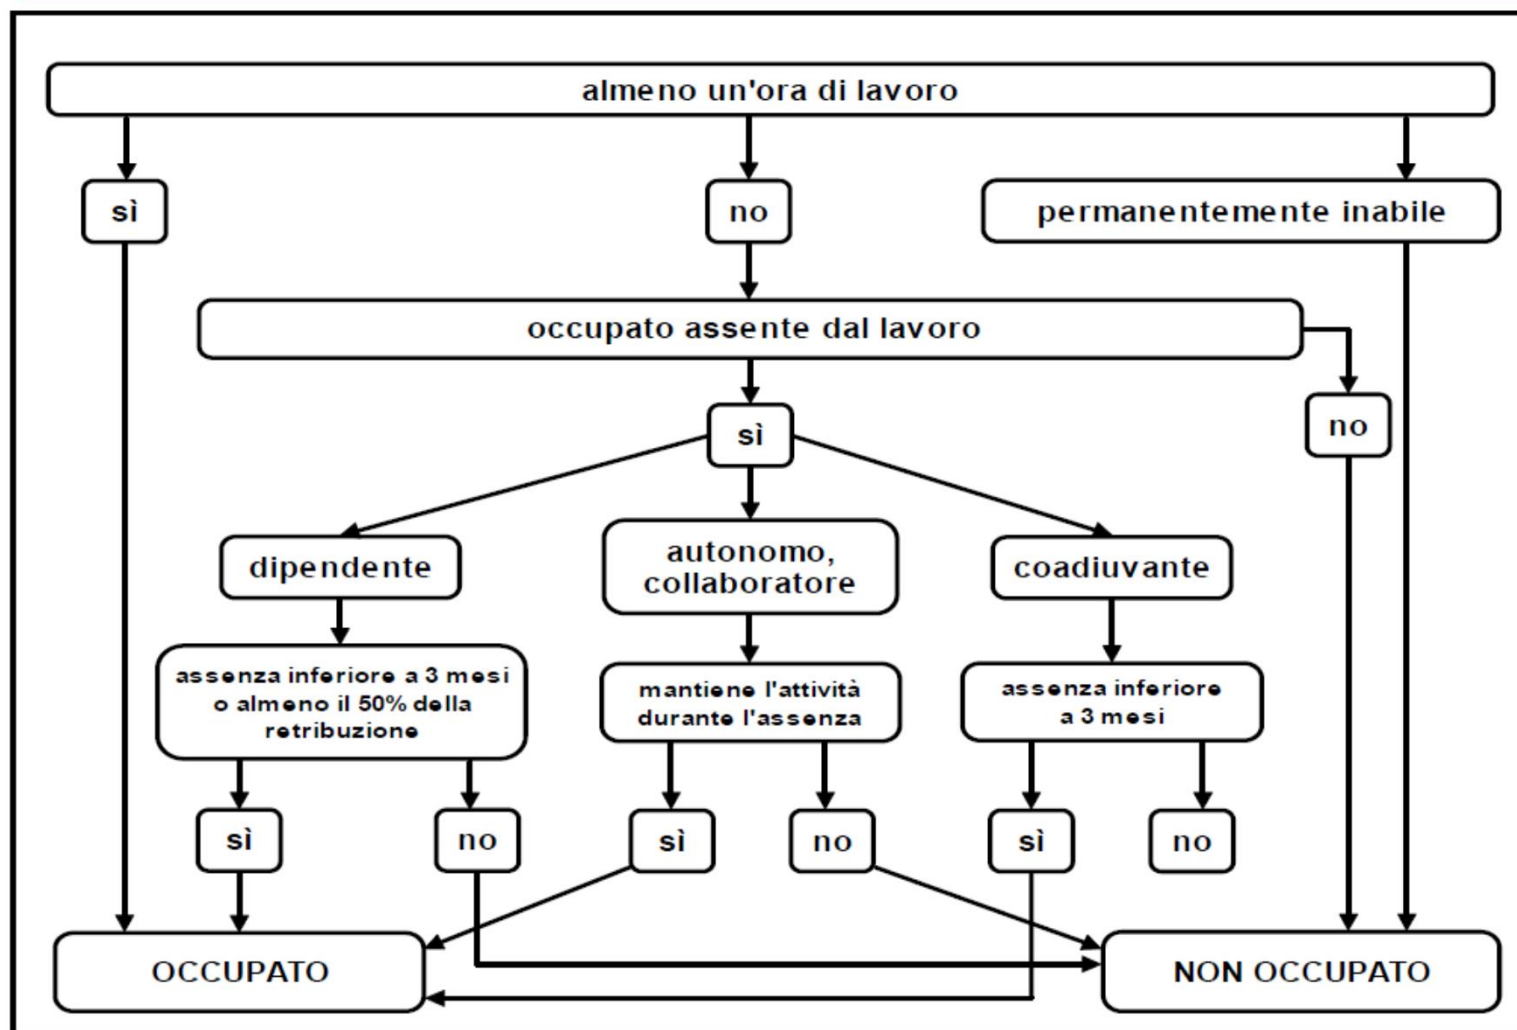 almeno un'ora di lavoro
sì
no
permanentemente inabile
occupato assente dal lavoro
no
sì
dipendente
autonomo,
collaboratore
coadiuvante
assenza inferiore a 3 mesi
o almeno il 50% della
retribuzione
mantiene l'attività
durante l'assenza
assenza inferiore
a 3 mesi
sì
no
sì
no
sì
no
OCCUPATO
NON OCCUPATO